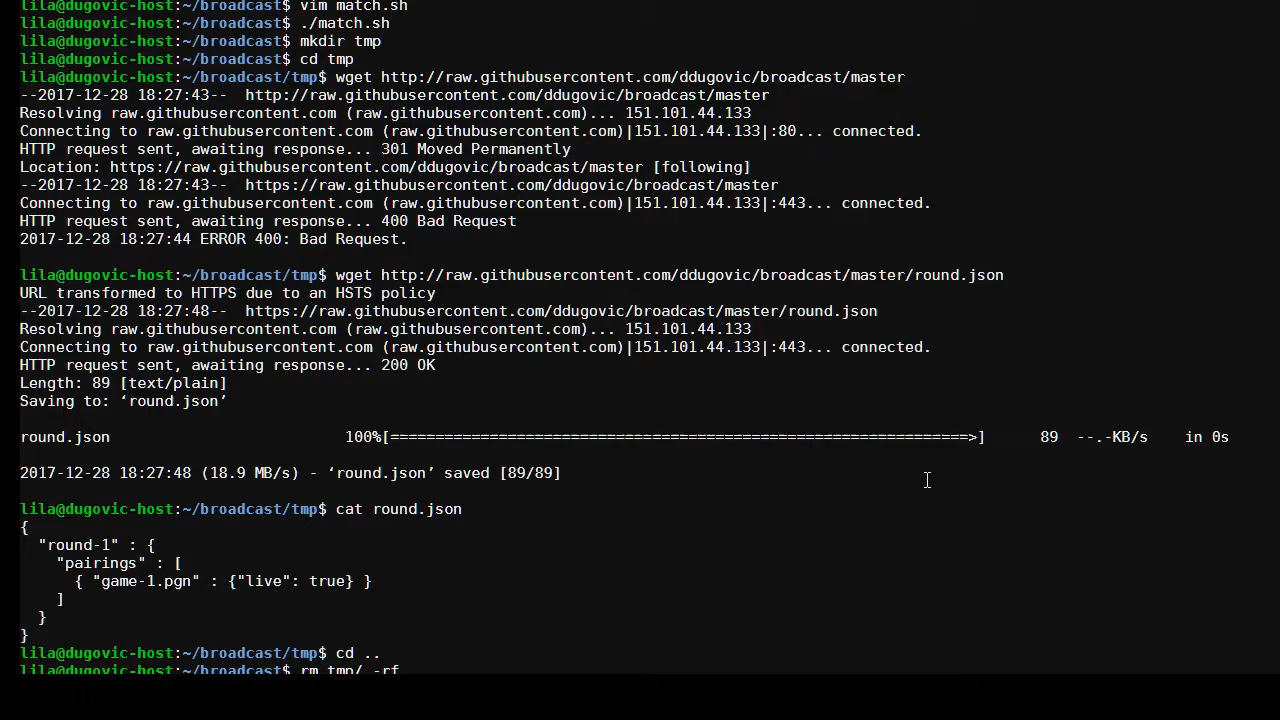 lila@dugovic-host:~/broadcast$ vim match.sh
lila@dugovic-host:~/broadcast$ ./match.sh
lila@dugovic-host:~/broadcast$ mkdir tmp
lila@dugovic-host:~/broadcast$ cd tmp
lila@dugovic-host:~/broadcast/tmp$ wget http://raw.githubusercontent.com/ddugovic/broadcast/master
--2017-12-28 18:27:43--  http://raw.githubusercontent.com/ddugovic/broadcast/master
Resolving raw.githubusercontent.com (raw.githubusercontent.com)... 151.101.44.133
Connecting to raw.githubusercontent.com (raw.githubusercontent.com)|151.101.44.133|:80... connected.
HTTP request sent, awaiting response... 301 Moved Permanently
Location: https://raw.githubusercontent.com/ddugovic/broadcast/master [following]
--2017-12-28 18:27:43--  https://raw.githubusercontent.com/ddugovic/broadcast/master
Connecting to raw.githubusercontent.com (raw.githubusercontent.com)|151.101.44.133|:443... connected.
HTTP request sent, awaiting response... 400 Bad Request
2017-12-28 18:27:44 ERROR 400: Bad Request.
lila@dugovic-host:~/broadcast/tmp$ wget http://raw.githubusercontent.com/ddugovic/broadcast/master/round.json
URL transformed to HTTPS due to an HSTS policy
--2017-12-28 18:27:48--  https://raw.githubusercontent.com/ddugovic/broadcast/master/round.json
Resolving raw.githubusercontent.com (raw.githubusercontent.com)... 151.101.44.133
Connecting to raw.githubusercontent.com (raw.githubusercontent.com)|151.101.44.133|:443... connected.
HTTP request sent, awaiting response... 200 OK
Length: 89 [text/plain]
Saving to: ‘round.json’
round.json                          100%[================================================================>]      89  --.-KB/s    in 0s
2017-12-28 18:27:48 (18.9 MB/s) - ‘round.json’ saved [89/89]
lila@dugovic-host:~/broadcast/tmp$ cat round.json
{
  "round-1" : {
    "pairings" : [
      { "game-1.pgn" : {"live": true} }
    ]
  }
}
lila@dugovic-host:~/broadcast/tmp$ cd ..
lila@dugovic-host:~/broadcast$ rm tmp/ -rf